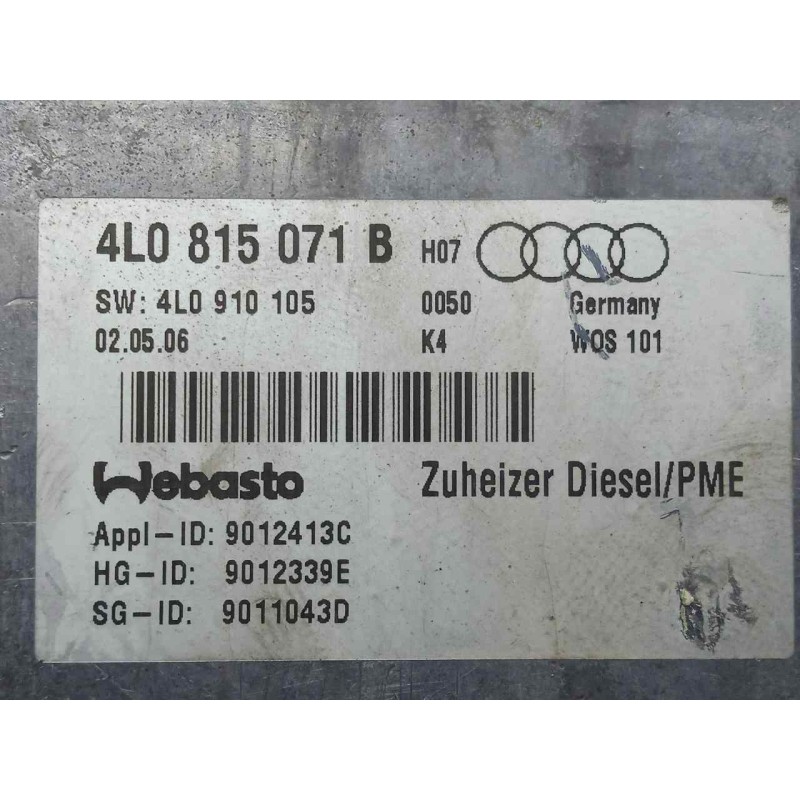 4L0 815 071 B H07
SW: 4L0 910 105 0050 Germany
02.05.06 K4 WOS 101
Webasto Zuheizer Diesel/PME
Appl-ID: 9012413C
HG-ID: 9012339E
SG-ID: 9011043D